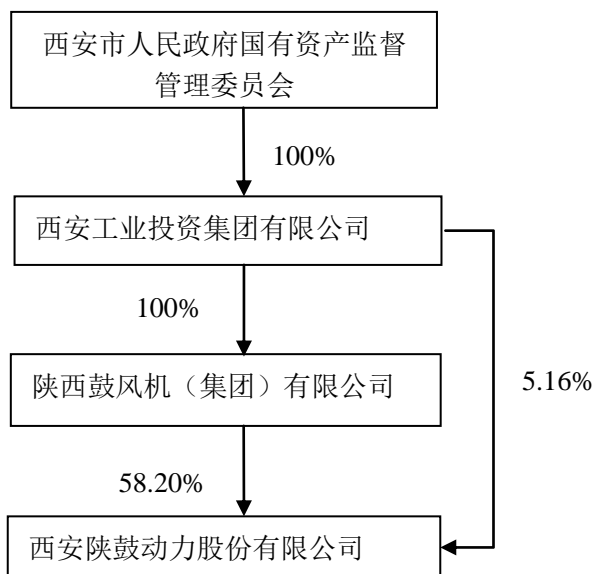 西安市人民政府国有资产监督
管理委员会
100%
西安工业投资集团有限公司
100%
陕西鼓风机（集团）有限公司
5.16%
58.20%
西安陕鼓动力股份有限公司